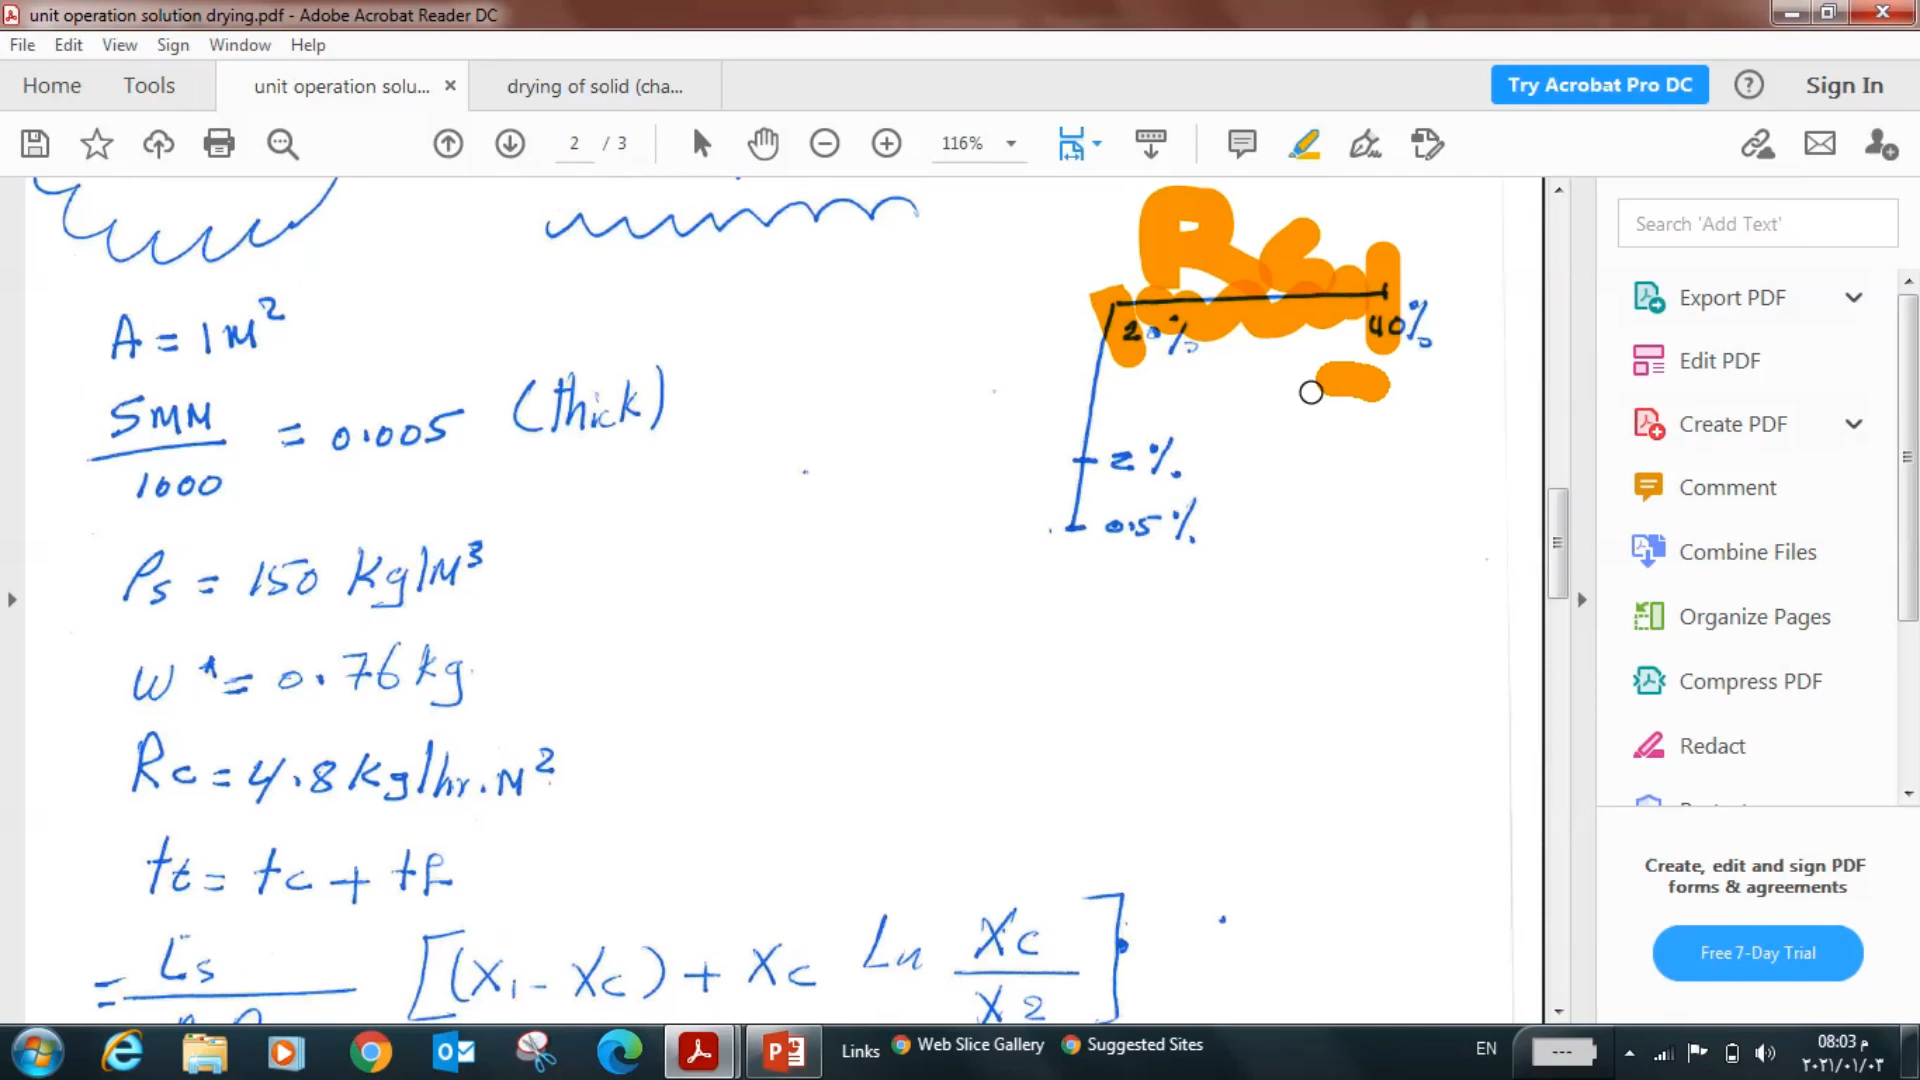 unit operation solution drying.pdf - Adobe Acrobat Reader DC
File Edit View Sign Window Help
Home Tools unit operation solu... × drying of solid (cha... Try Acrobat Pro DC ? Sign In
2 / 3 116%
Rc
20% 40%
2%
0.5%
A = 1 M²
5MM / 1000 = 0.005 (thick)
ρs = 150 Kg/M³
W* = 0.76 Kg
Rc = 4.8 Kg/hr.M²
tt = tc + tf
= Ls [(X1 - Xc) + Xc Ln Xc / X2]
Search 'Add Text'
Export PDF
Edit PDF
Create PDF
Comment
Combine Files
Organize Pages
Compress PDF
Redact
Create, edit and sign PDF
forms & agreements
Free 7-Day Trial
Links Web Slice Gallery Suggested Sites EN --- 08:03 م
٢٠٢١/٠١/٠٣